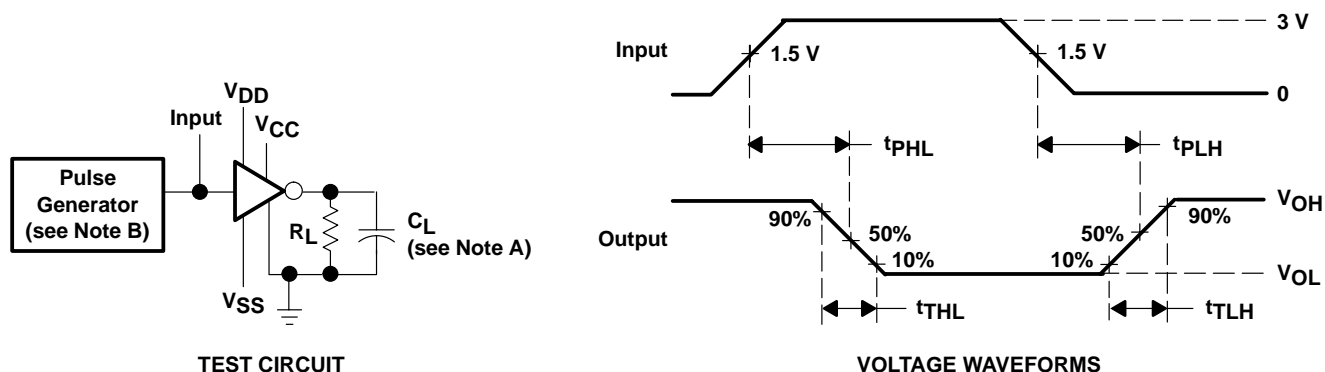 VDD
Input
VCC
Pulse
Generator
(see Note B)
RL
CL
(see Note A)
VSS
TEST CIRCUIT
3 V
Input
1.5 V
1.5 V
0
tPHL
tPLH
VOH
90%
90%
Output
50%
50%
10%
10%
VOL
tTHL
tTLH
VOLTAGE WAVEFORMS